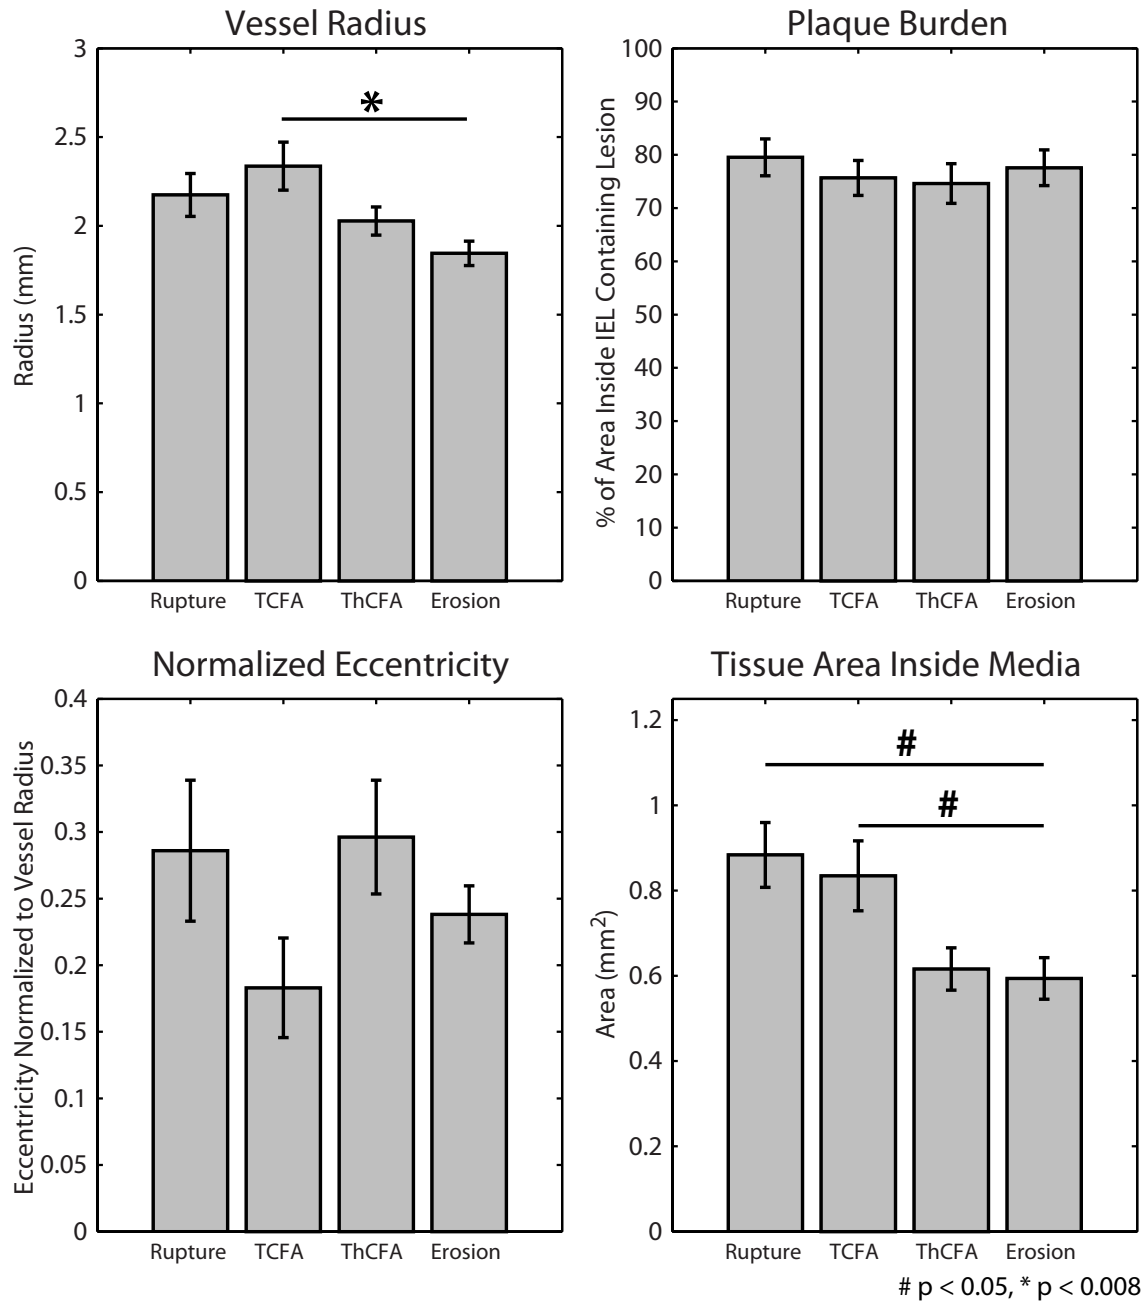 Vessel Radius
3
2.5
2
1.5
1
0.5
0
Radius (mm)
*
Rupture TCFA ThCFA Erosion
Plaque Burden
100
90
80
70
60
50
40
30
20
10
0
% of Area Inside IEL Containing Lesion
Rupture TCFA ThCFA Erosion
Normalized Eccentricity
0.4
0.35
0.3
0.25
0.2
0.15
0.1
0.05
0
Eccentricity Normalized to Vessel Radius
Rupture TCFA ThCFA Erosion
Tissue Area Inside Media
1.2
1
0.8
0.6
0.4
0.2
0
Area (mm²)
#
#
Rupture TCFA ThCFA Erosion
# p < 0.05, * p < 0.008